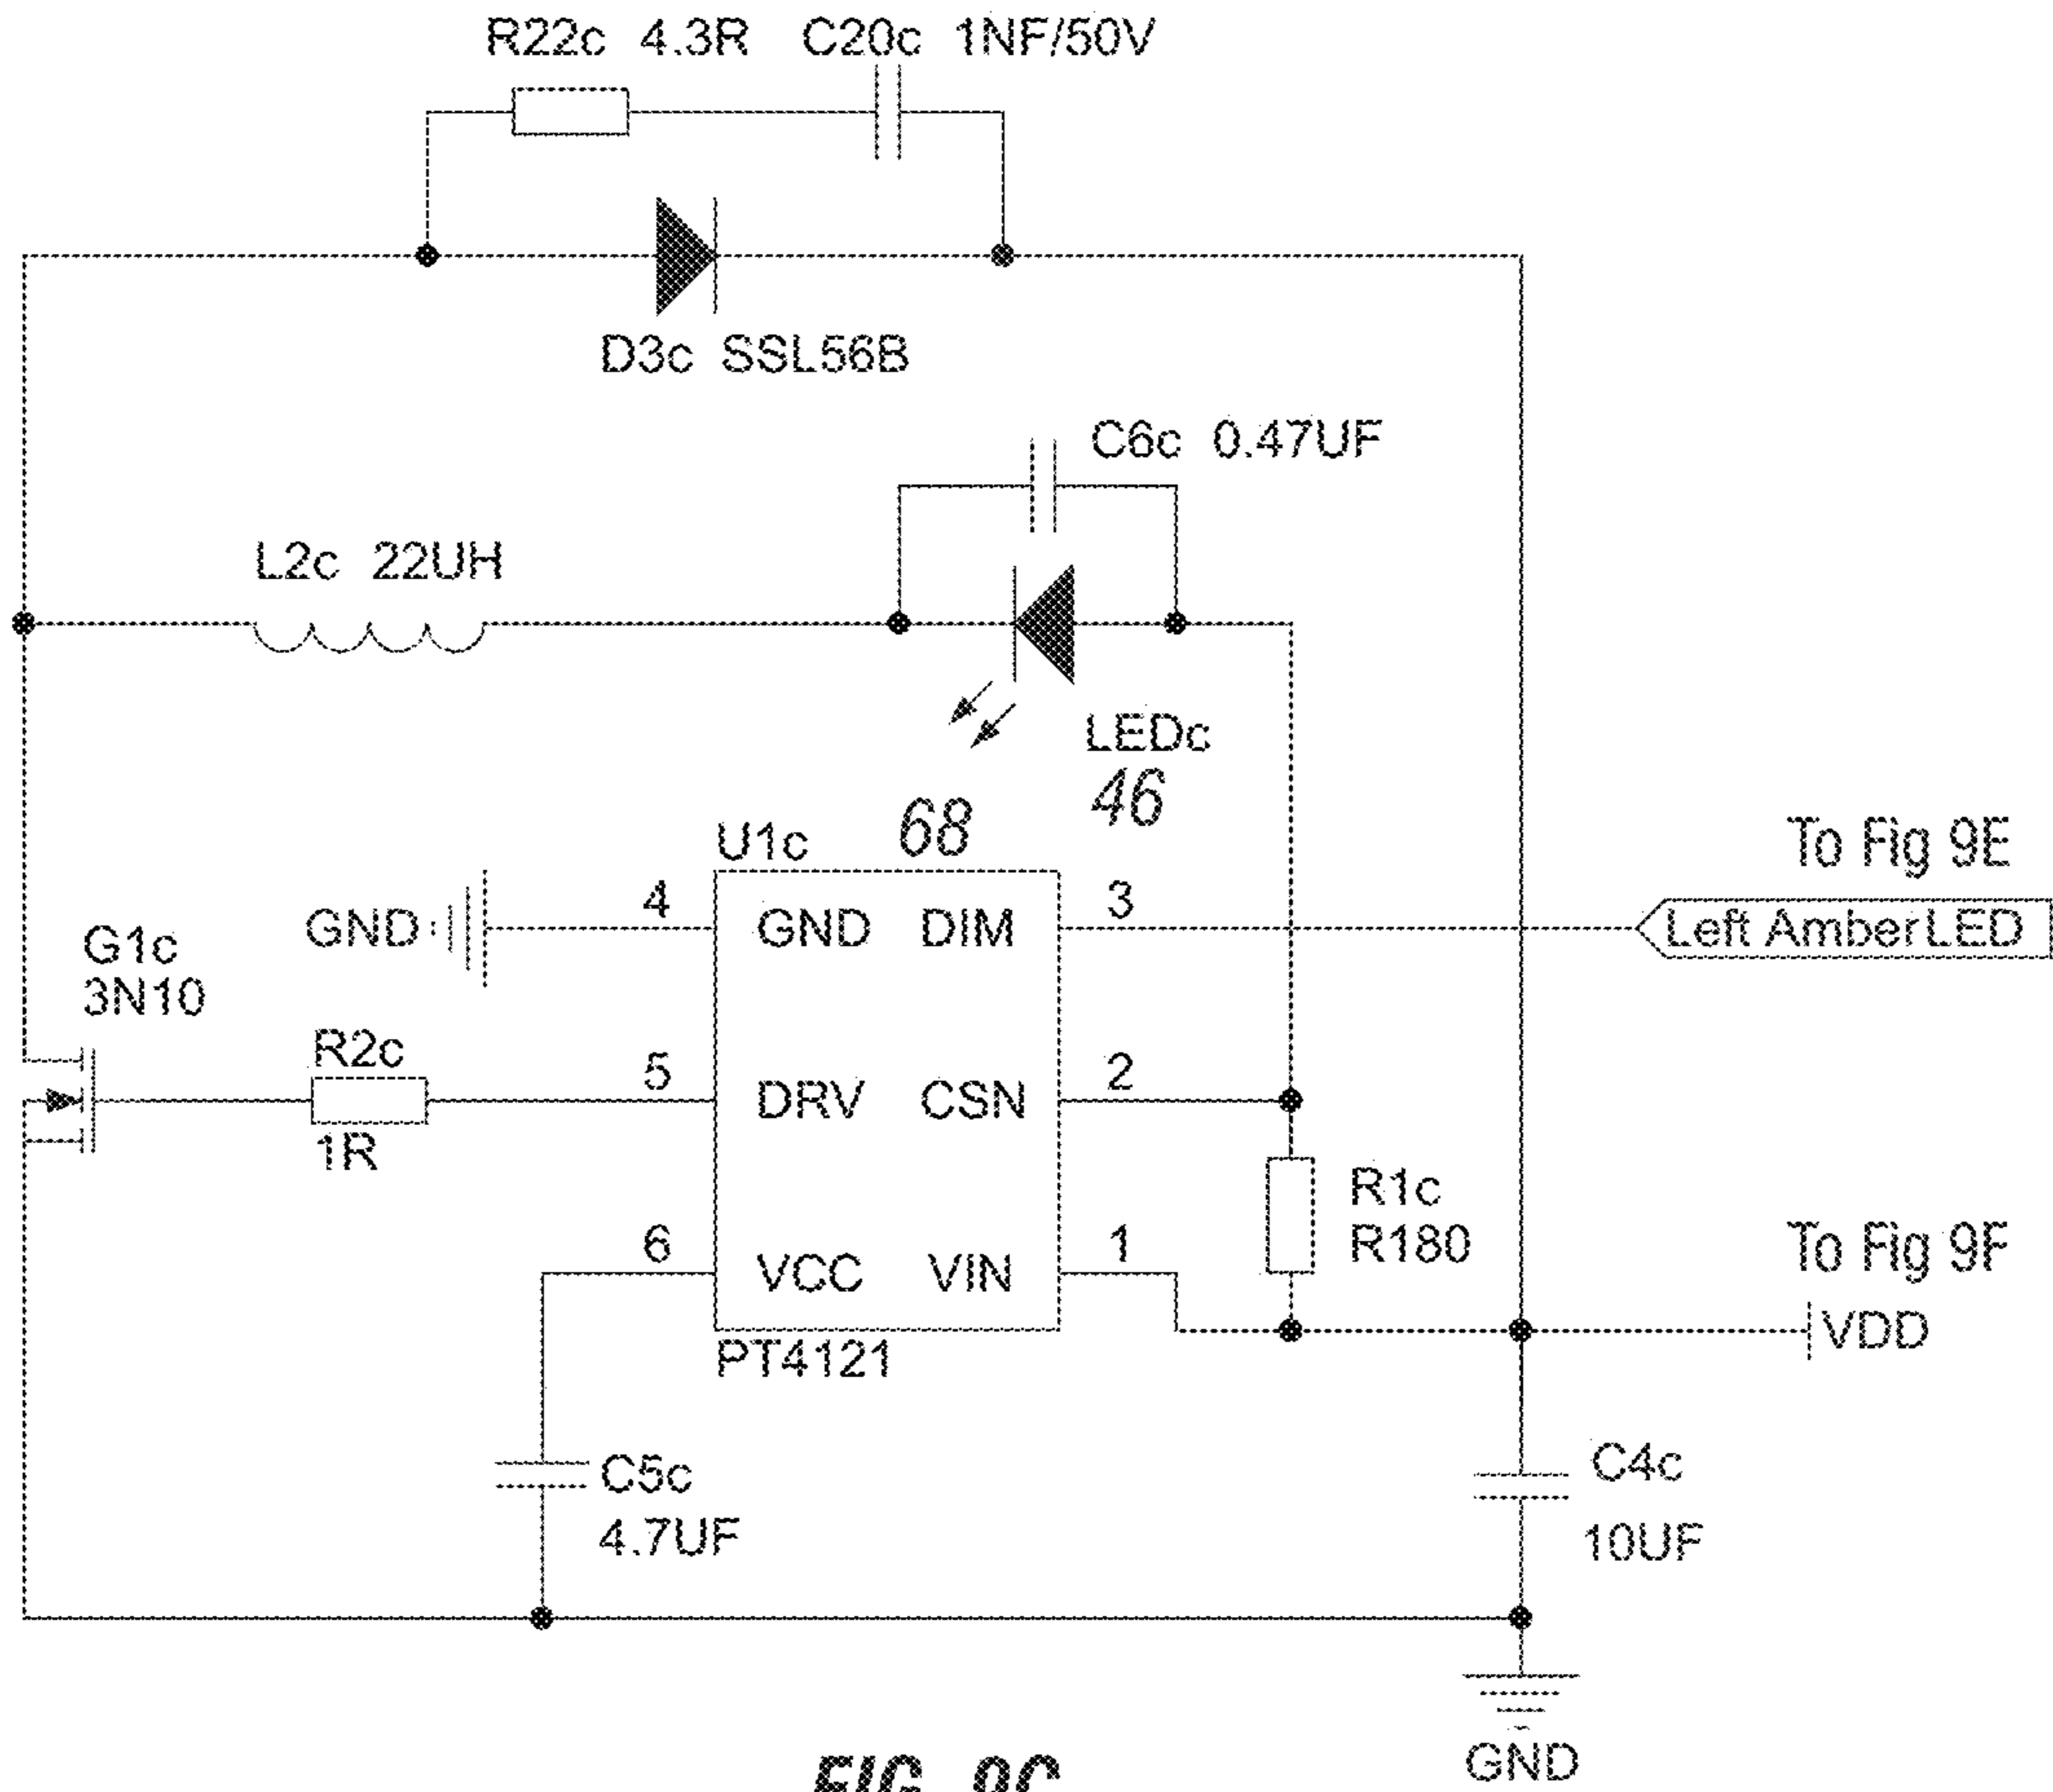 R22c 4.3R C20c 1NF/50V
D3c SSL56B
C6c 0.47UF
L2c 22UH
LEDc
46
68
U1c
To Fig 9E
4 GND DIM 3
GND
Left Amber LED
G1c
3N10
R2c
1R
5 DRV CSN 2
R1c
R180
6 VCC VIN 1
To Fig 9F
VDD
PT4121
C5c
4.7UF
C4c
10UF
GND
FIG. 9C